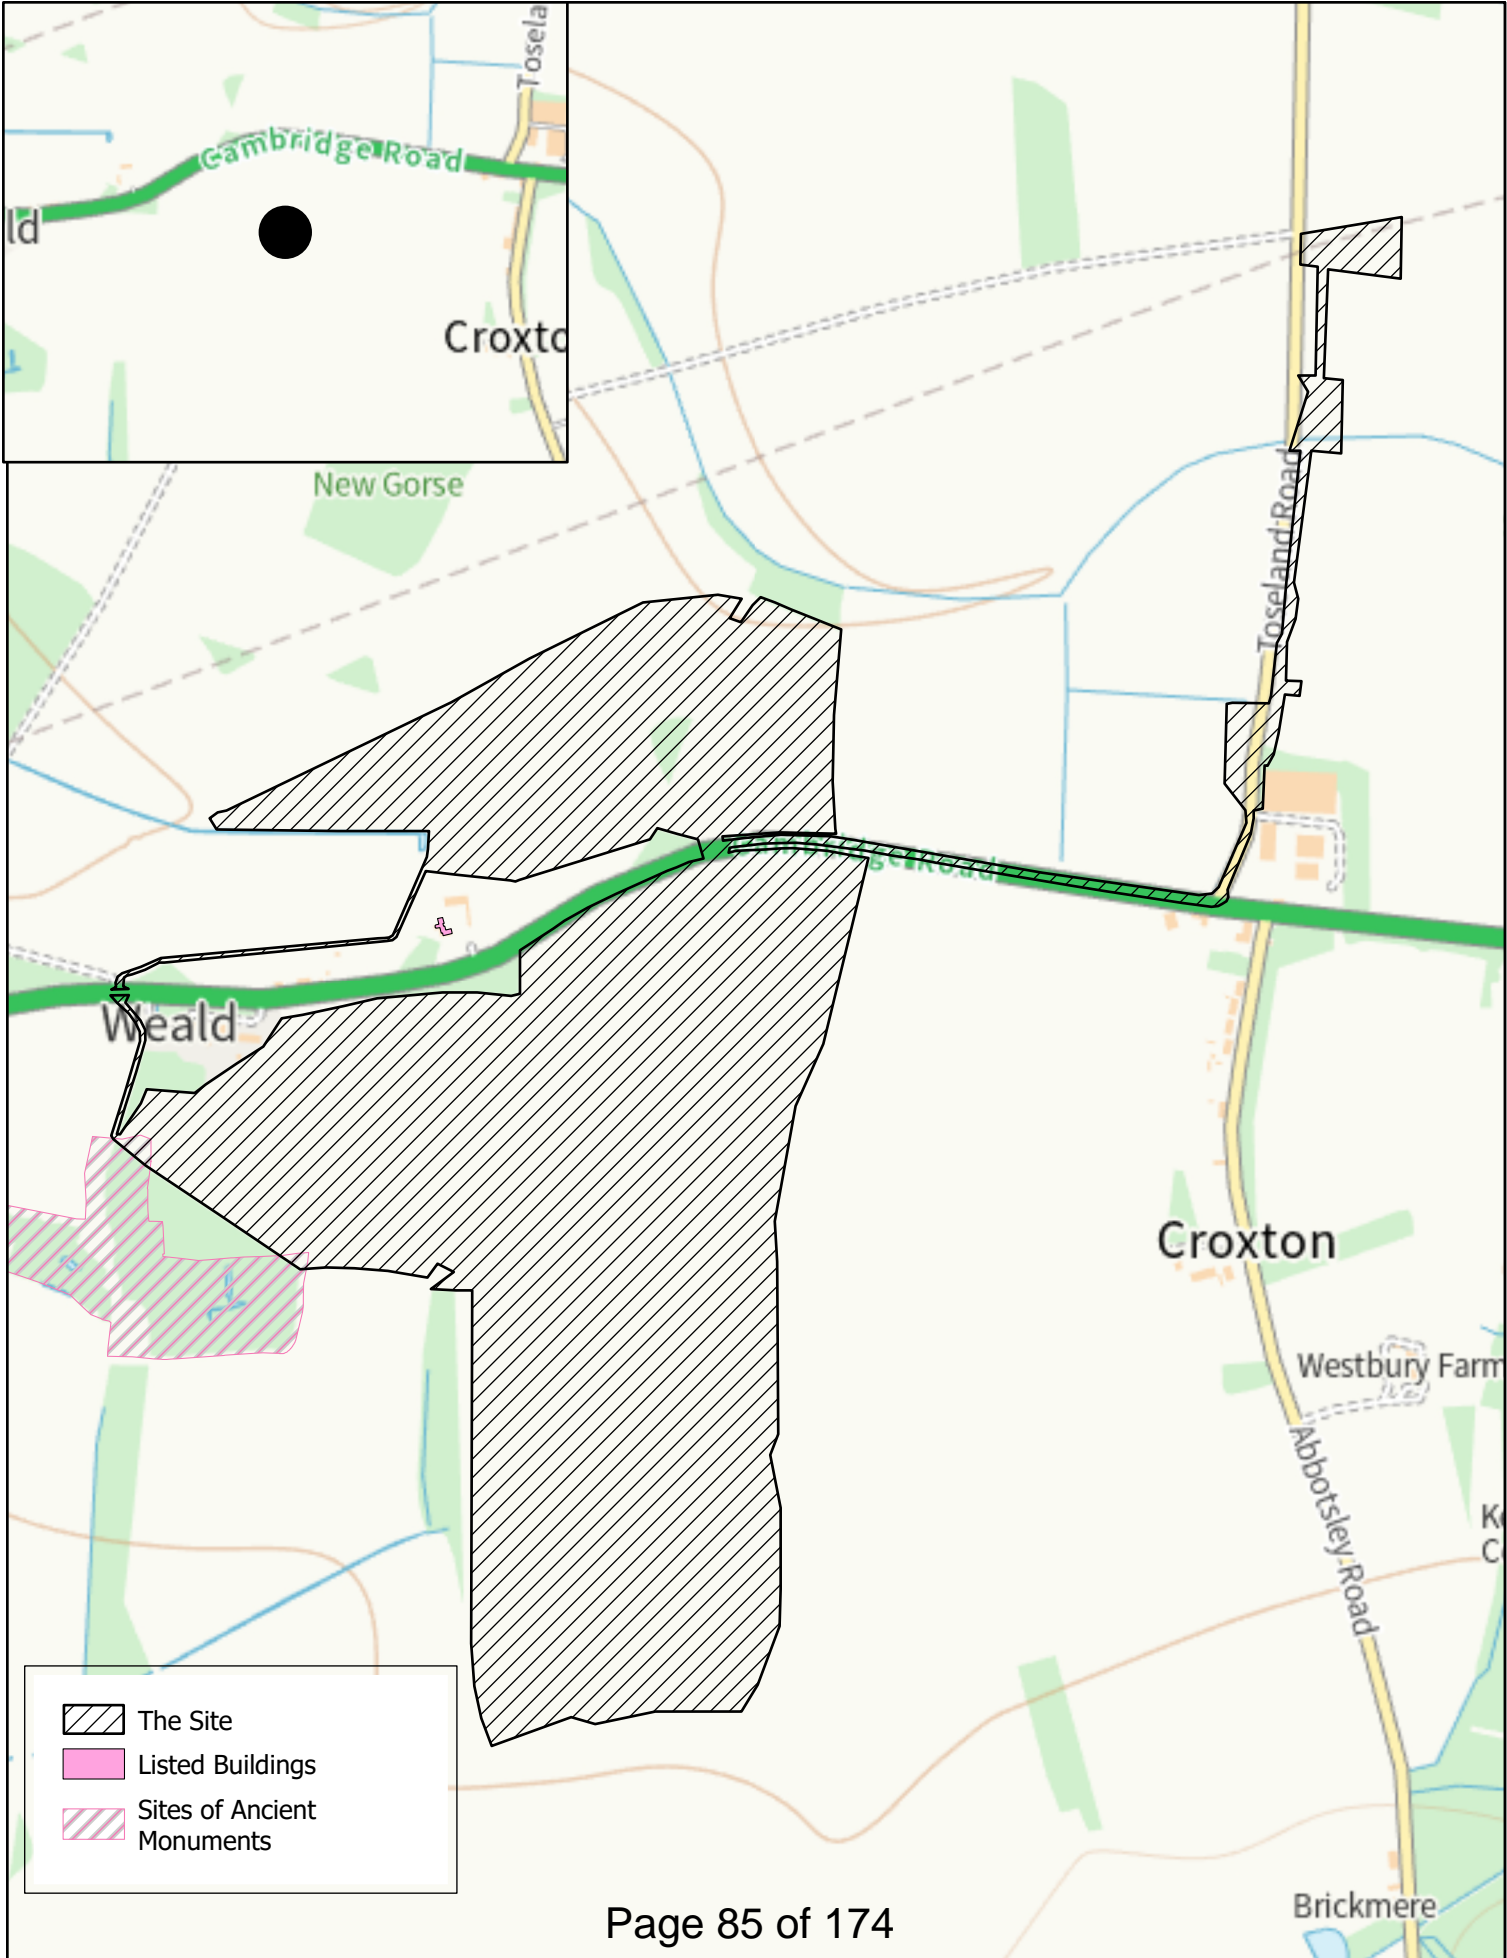 Tosela
Cambridge Road
ld
Croxto
New Gorse
Toseland Road
Cambridge Road
Weald
Croxton
Westbury Farm
Abbotsley Road
The Site
Listed Buildings
Sites of Ancient
Monuments
Brickmere
Page 85 of 174